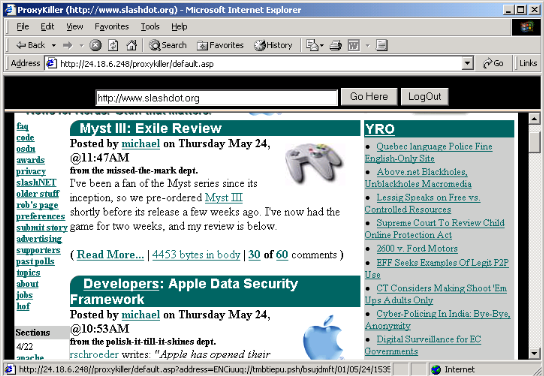 ProxyKiller (http://www.slashdot.org) - Microsoft Internet Explorer
File Edit View Favorites Tools Help
Back Search Favorites History
Address http://24.18.6.248/proxykiller/default.asp Go Links
http://www.slashdot.org Go Here LogOut
News for Nerds. Stuff that matters.
faq
code
osdn
awards
privacy
slashNET
older stuff
rob's page
preferences
submit story
advertising
supporters
past polls
topics
about
jobs
hof
Sections
4/22
apache
Myst III: Exile Review
Posted by michael on Thursday May 24,
@11:47AM
from the missed-the-mark dept.
I've been a fan of the Myst series since its
inception, so we pre-ordered Myst III
shortly before its release a few weeks ago. I've now had the
game for two weeks, and my review is below.
( Read More... | 4453 bytes in body | 30 of 60 comments )
Developers: Apple Data Security
Framework
Posted by michael on Thursday May 24,
@10:53AM
from the polish-it-till-it-shines dept.
rschroeder writes: "Apple has opened their
YRO
Quebec language Police Fine
English-Only Site
Above.net Blackholes,
Unblackholes Macromedia
Lessig Speaks on Free vs.
Controlled Resources
Supreme Court To Review Child
Online Protection Act
2600 v. Ford Motors
EFF Seeks Examples Of Legit P2P
Use
CT Considers Making Shoot 'Em
Ups Adults Only
Cyber-Policing In India: Bye-Bye,
Anonymity
Digital Surveillance for EC
Governments
http://24.18.6.248//proxykiller/default.asp?address=ENCiuuq;//tmbtiepu.psh/bsujdmft/01/05/24/1535 Internet